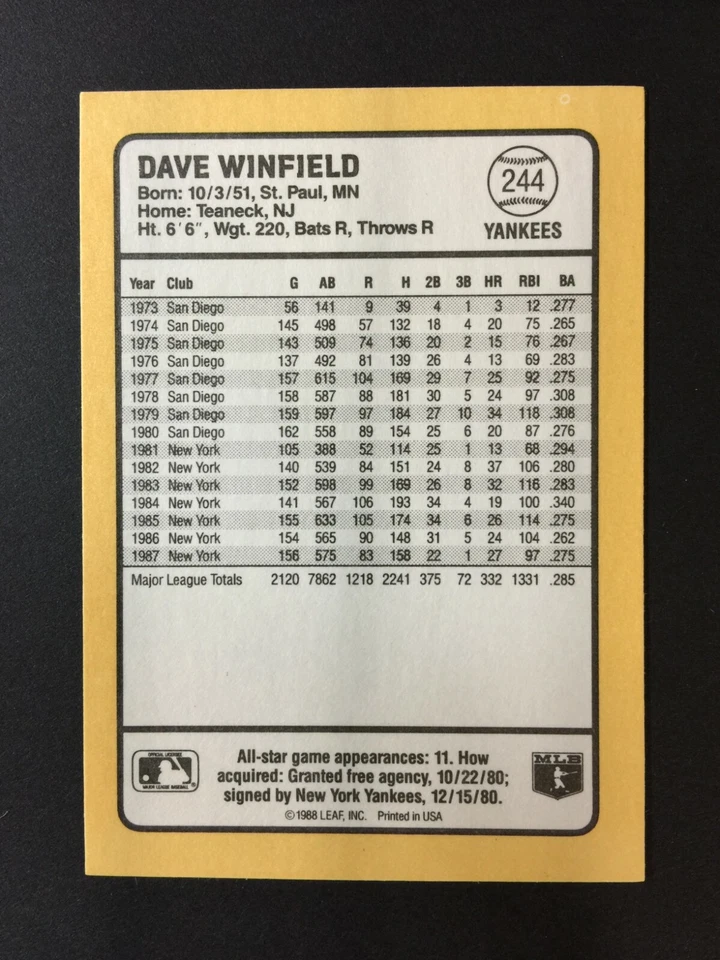 DAVE WINFIELD
Born: 10/3/51, St. Paul, MN
Home: Teaneck, NJ
Ht. 6'6", Wgt. 220, Bats R, Throws R
244
YANKEES
Year Club G AB R H 2B 3B HR RBI BA
1973 San Diego 56 141 9 39 4 1 3 12 .277
1974 San Diego 145 498 57 132 18 4 20 75 .265
1975 San Diego 143 509 74 136 20 2 15 76 .267
1976 San Diego 137 492 81 139 26 4 13 69 .283
1977 San Diego 157 615 104 169 29 7 25 92 .275
1978 San Diego 158 587 88 181 30 5 24 97 .308
1979 San Diego 159 597 97 184 27 10 34 118 .308
1980 San Diego 162 558 89 154 25 6 20 87 .276
1981 New York 105 388 52 114 25 1 13 68 .294
1982 New York 140 539 84 151 24 8 37 106 .280
1983 New York 152 598 99 169 26 8 32 116 .283
1984 New York 141 567 106 193 34 4 19 100 .340
1985 New York 155 633 105 174 34 6 26 114 .275
1986 New York 154 565 90 148 31 5 24 104 .262
1987 New York 156 575 83 158 22 1 27 97 .275
Major League Totals 2120 7862 1218 2241 375 72 332 1331 .285
OFFICIAL LICENSEE
MAJOR LEAGUE BASEBALL
All-star game appearances: 11. How
acquired: Granted free agency, 10/22/80;
signed by New York Yankees, 12/15/80.
©1988 LEAF, INC. Printed in USA
MLB